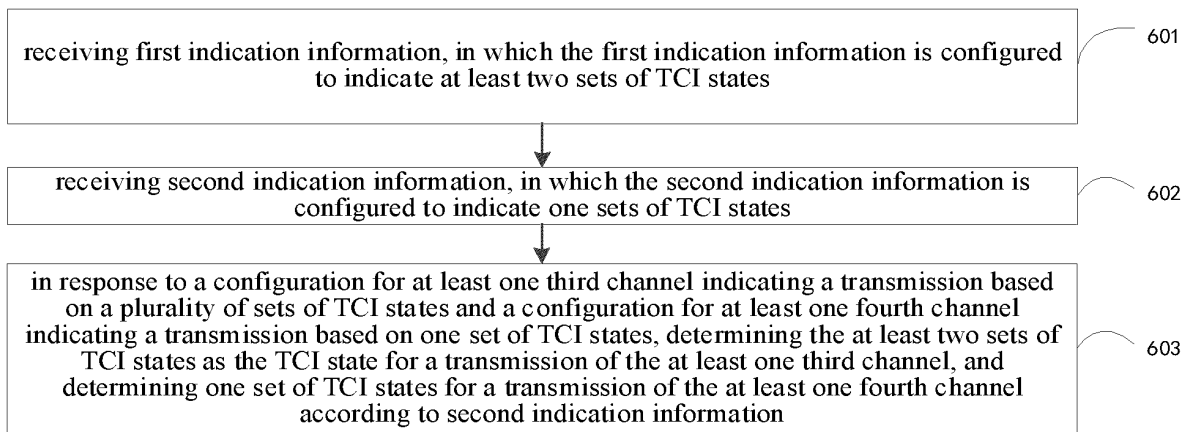 receiving first indication information, in which the first indication information is configured
to indicate at least two sets of TCI states
601
receiving second indication information, in which the second indication information is
configured to indicate one sets of TCI states
602
in response to a configuration for at least one third channel indicating a transmission based
on a plurality of sets of TCI states and a configuration for at least one fourth channel
indicating a transmission based on one set of TCI states, determining the at least two sets of
TCI states as the TCI state for a transmission of the at least one third channel, and
determining one set of TCI states for a transmission of the at least one fourth channel
according to second indication information
603